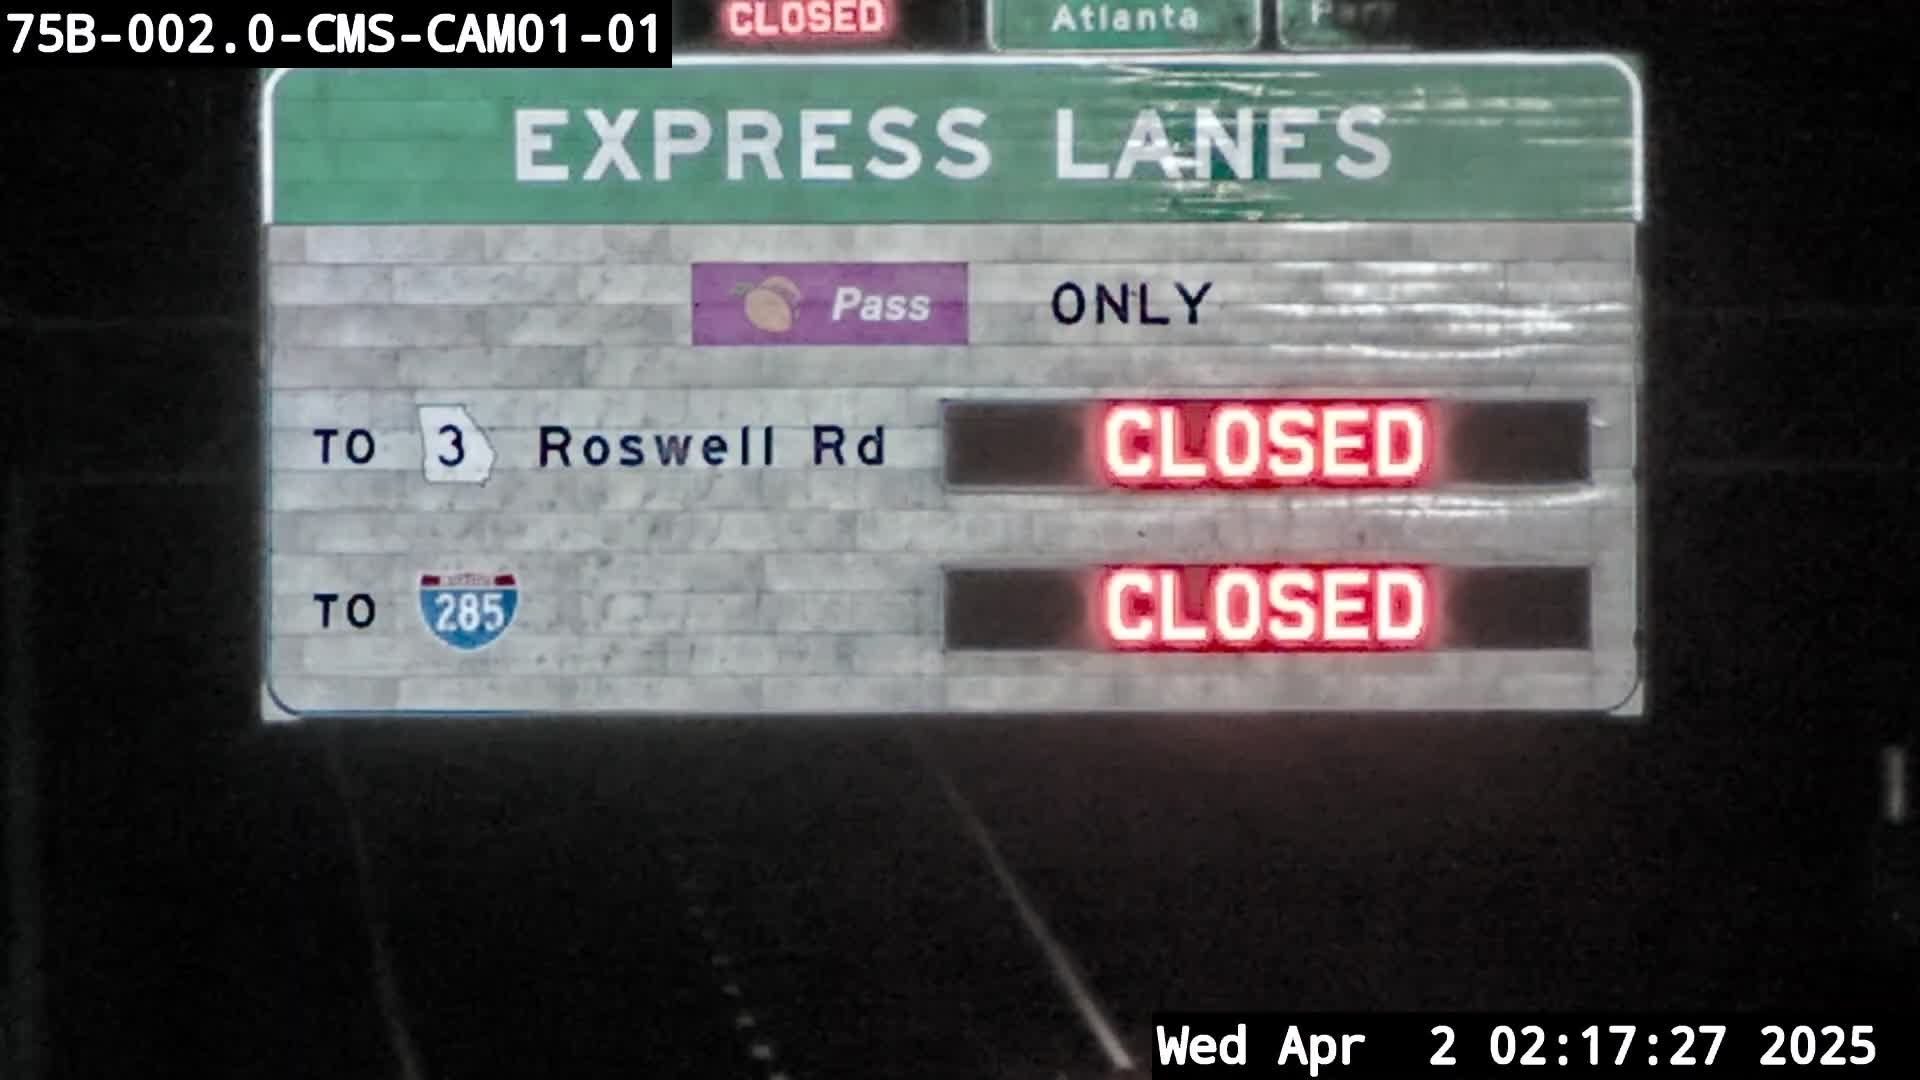 75B-002.0-CMS-CAM01-01
CLOSED
Atlanta
EXPRESS LANES
Pass ONLY
TO 3 Roswell Rd CLOSED
TO 285 CLOSED
Wed Apr 2 02:17:27 2025